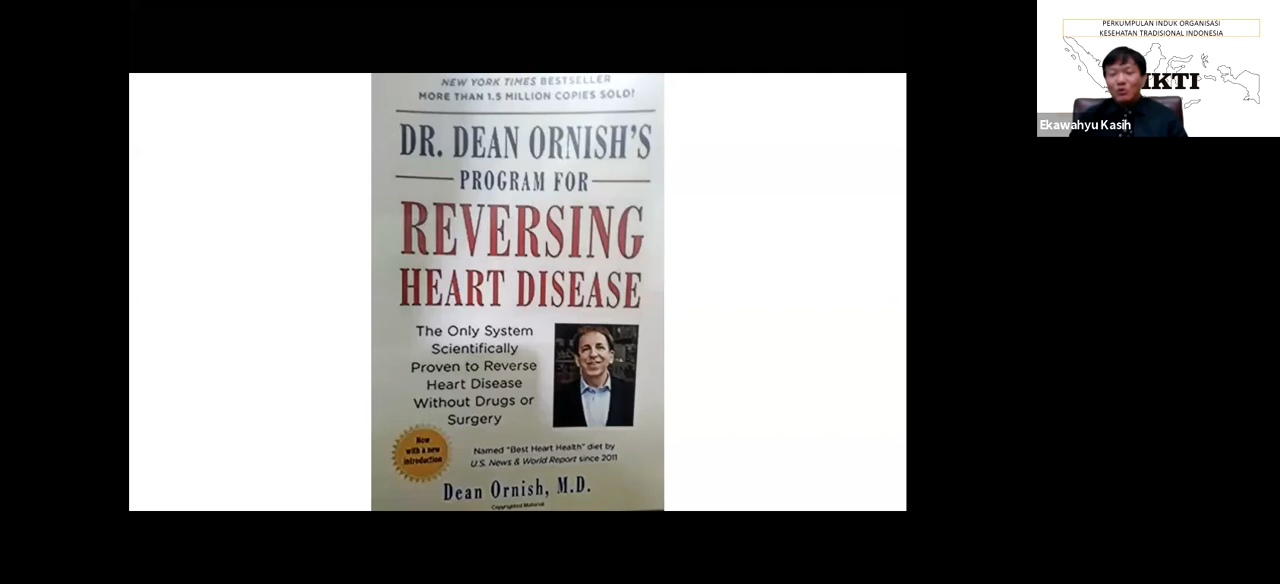 NEW YORK TIMES BESTSELLER
MORE THAN 1.5 MILLION COPIES SOLD!
DR. DEAN ORNISH'S
PROGRAM FOR
REVERSING
HEART DISEASE
The Only System
Scientifically
Proven to Reverse
Heart Disease
Without Drugs or
Surgery
Now
with a new
introduction
Named "Best Heart Health" diet by
U.S. News & World Report since 2011
Dean Ornish, M.D.
Copyrighted Material
PERKUMPULAN INDUK ORGANISASI
KESEHATAN TRADISIONAL INDONESIA
IKTI
Ekawahyu Kasih